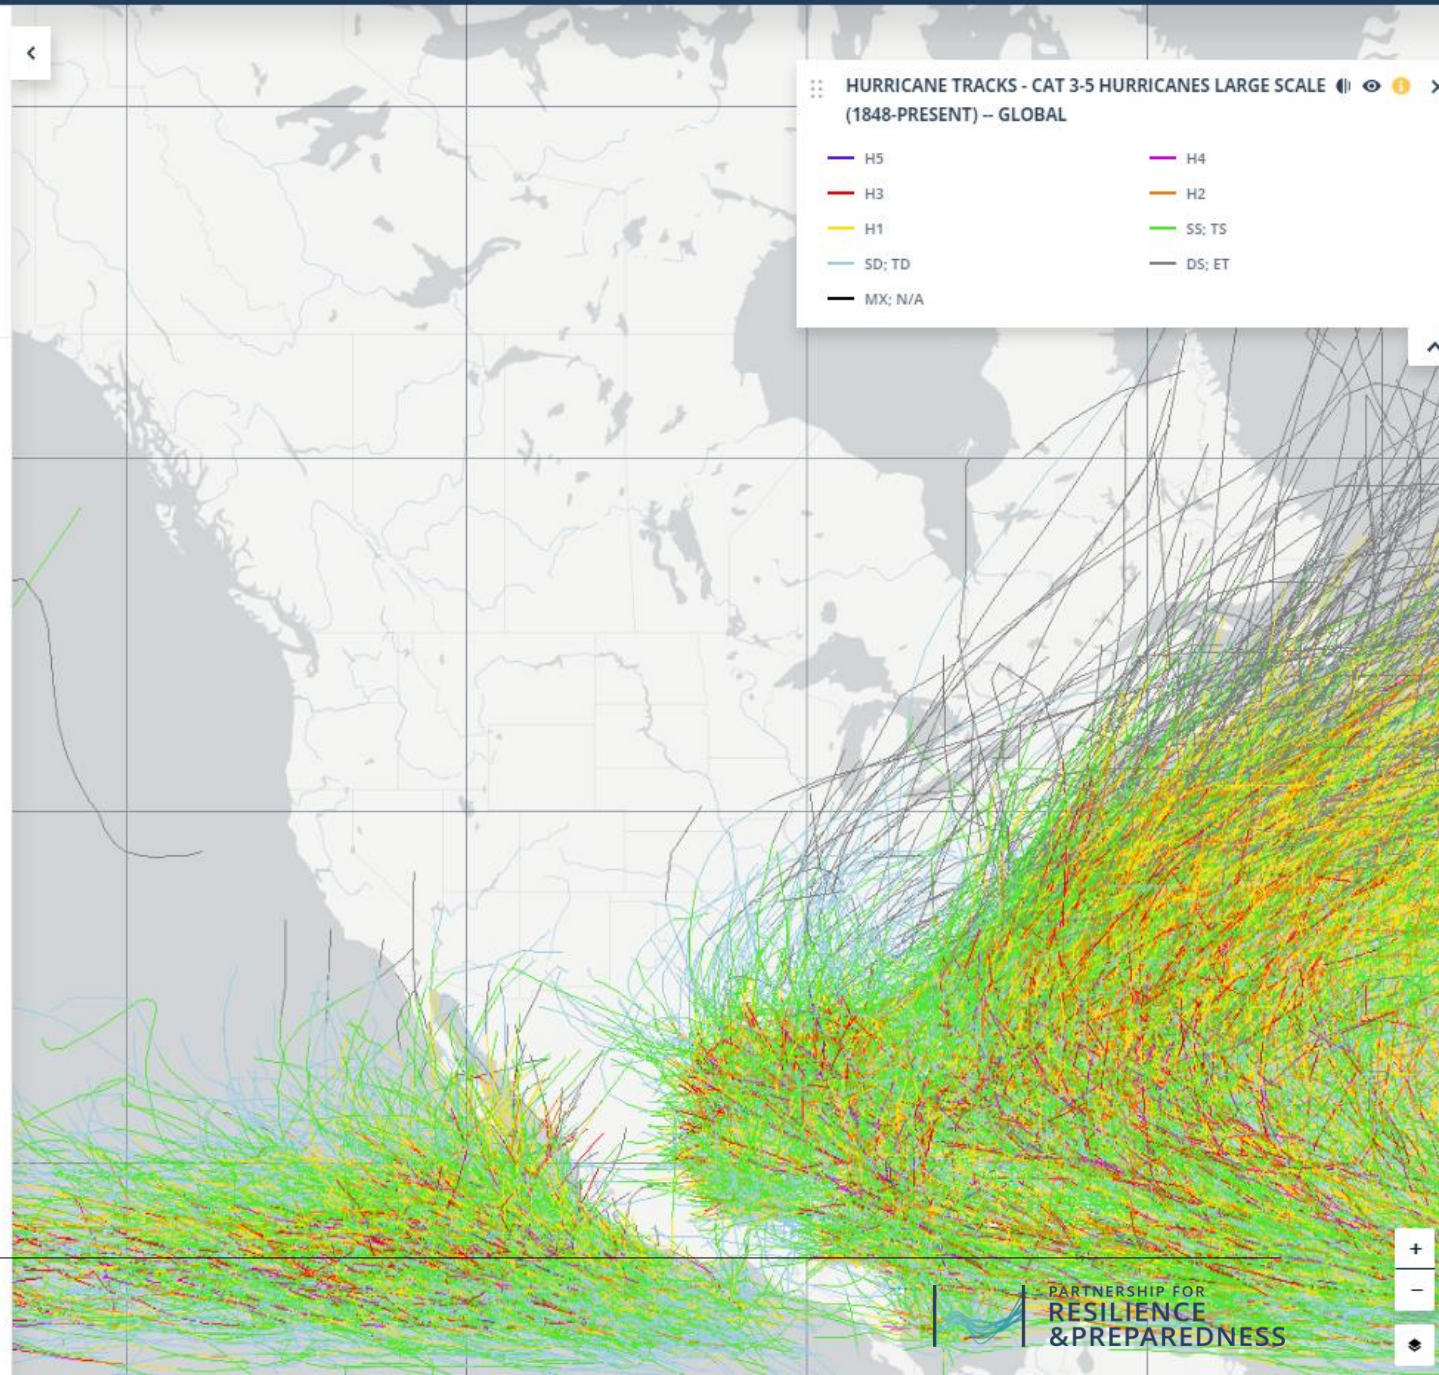 HURRICANE TRACKS - CAT 3-5 HURRICANES LARGE SCALE
(1848-PRESENT) -- GLOBAL
H5
H4
H3
H2
H1
SS; TS
SD; TD
DS; ET
MX; N/A
PARTNERSHIP FOR
RESILIENCE
&PREPAREDNESS